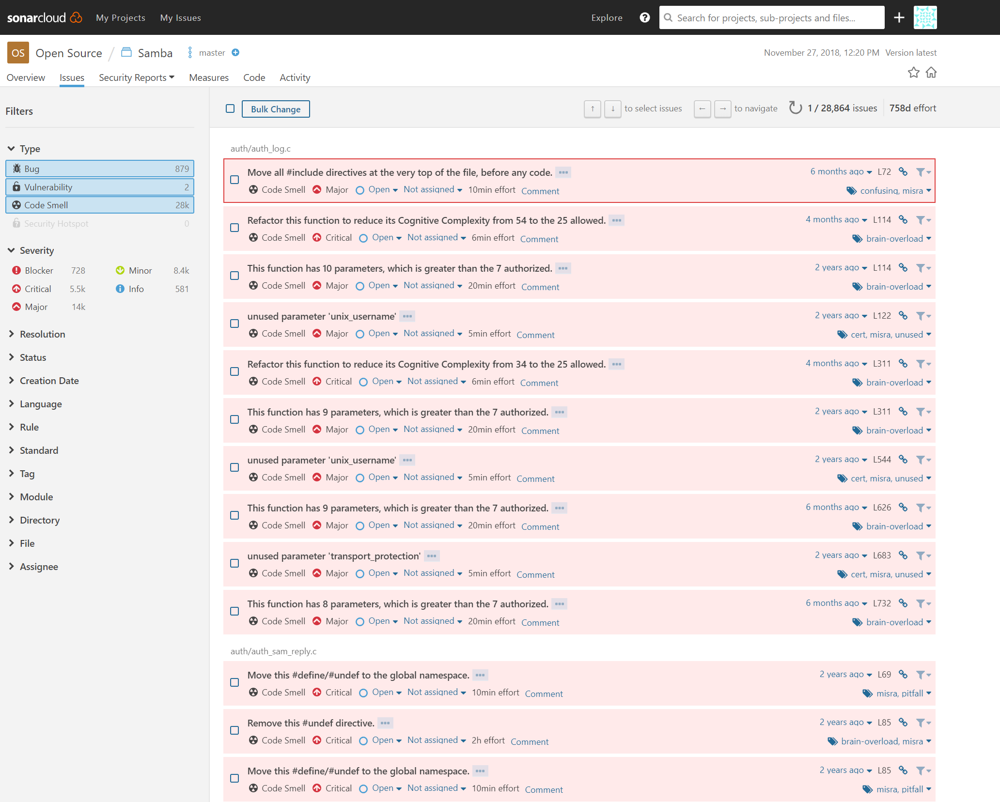 sonarcloud My Projects My Issues Explore Search for projects, sub-projects and files...
OS Open Source / Samba master November 27, 2018, 12:20 PM Version latest
Overview Issues Security Reports Measures Code Activity
Filters
Type
Bug 879
Vulnerability 2
Code Smell 28k
Security Hotspot 0
Severity
Blocker 728 Minor 8.4k
Critical 5.5k Info 581
Major 14k
Resolution
Status
Creation Date
Language
Rule
Standard
Tag
Module
Directory
File
Assignee
Bulk Change ↑ ↓ to select issues ← → to navigate 1 / 28,864 issues 758d effort
auth/auth_log.c
Move all #include directives at the very top of the file, before any code. 6 months ago L72
Code Smell Major Open Not assigned 10min effort Comment confusing, misra
Refactor this function to reduce its Cognitive Complexity from 54 to the 25 allowed. 4 months ago L114
Code Smell Critical Open Not assigned 6min effort Comment brain-overload
This function has 10 parameters, which is greater than the 7 authorized. 2 years ago L114
Code Smell Major Open Not assigned 20min effort Comment brain-overload
unused parameter 'unix_username' 2 years ago L122
Code Smell Major Open Not assigned 5min effort Comment cert, misra, unused
Refactor this function to reduce its Cognitive Complexity from 34 to the 25 allowed. 4 months ago L311
Code Smell Critical Open Not assigned 6min effort Comment brain-overload
This function has 9 parameters, which is greater than the 7 authorized. 2 years ago L311
Code Smell Major Open Not assigned 20min effort Comment brain-overload
unused parameter 'unix_username' 2 years ago L544
Code Smell Major Open Not assigned 5min effort Comment cert, misra, unused
This function has 9 parameters, which is greater than the 7 authorized. 6 months ago L626
Code Smell Major Open Not assigned 20min effort Comment brain-overload
unused parameter 'transport_protection' 2 years ago L683
Code Smell Major Open Not assigned 5min effort Comment cert, misra, unused
This function has 8 parameters, which is greater than the 7 authorized. 6 months ago L732
Code Smell Major Open Not assigned 20min effort Comment brain-overload
auth/auth_sam_reply.c
Move this #define/#undef to the global namespace. 2 years ago L69
Code Smell Critical Open Not assigned 10min effort Comment misra, pitfall
Remove this #undef directive. 2 years ago L85
Code Smell Critical Open Not assigned 2h effort Comment brain-overload, misra
Move this #define/#undef to the global namespace. 2 years ago L85
Code Smell Critical Open Not assigned 10min effort Comment misra, pitfall